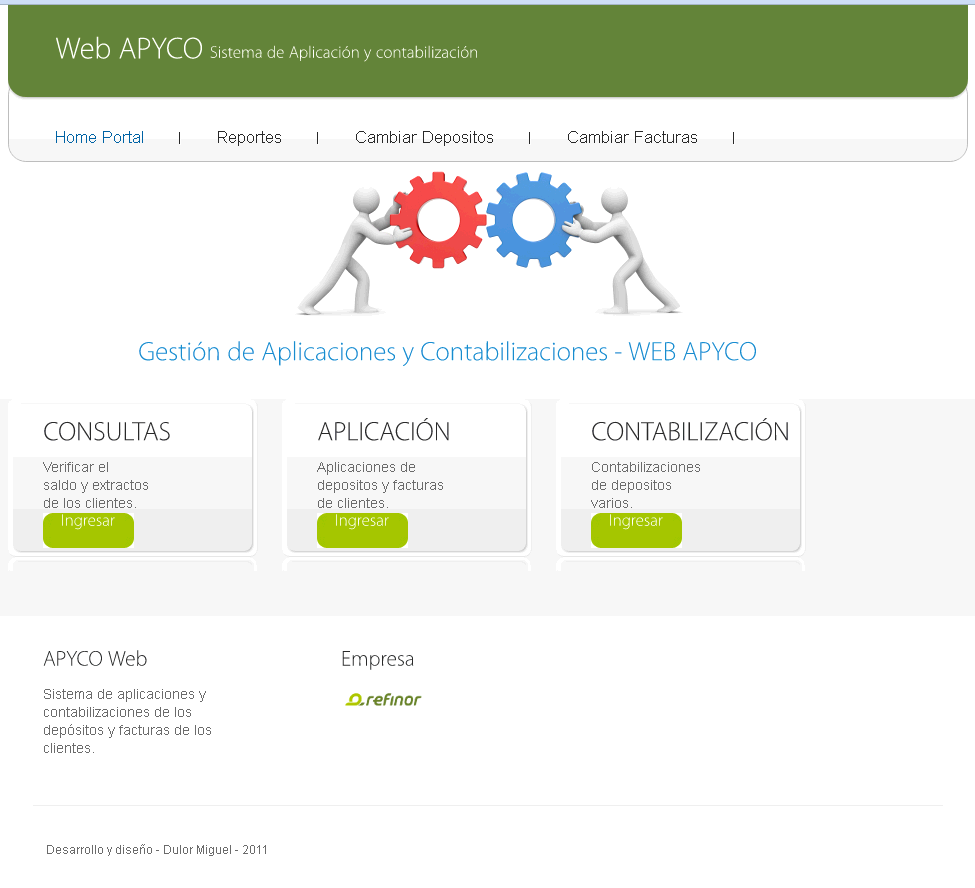 Web APYCO Sistema de Aplicación y contabilización
Home Portal | Reportes | Cambiar Depositos | Cambiar Facturas |
Gestión de Aplicaciones y Contabilizaciones - WEB APYCO
CONSULTAS
Verificar el
saldo y extractos
de los clientes.
Ingresar
APLICACIÓN
Aplicaciones de
depositos y facturas
de clientes.
Ingresar
CONTABILIZACIÓN
Contabilizaciones
de depositos
varios.
Ingresar
APYCO Web
Sistema de aplicaciones y
contabilizaciones de los
depósitos y facturas de los
clientes.
Empresa
refinor
Desarrollo y diseño - Dulor Miguel - 2011